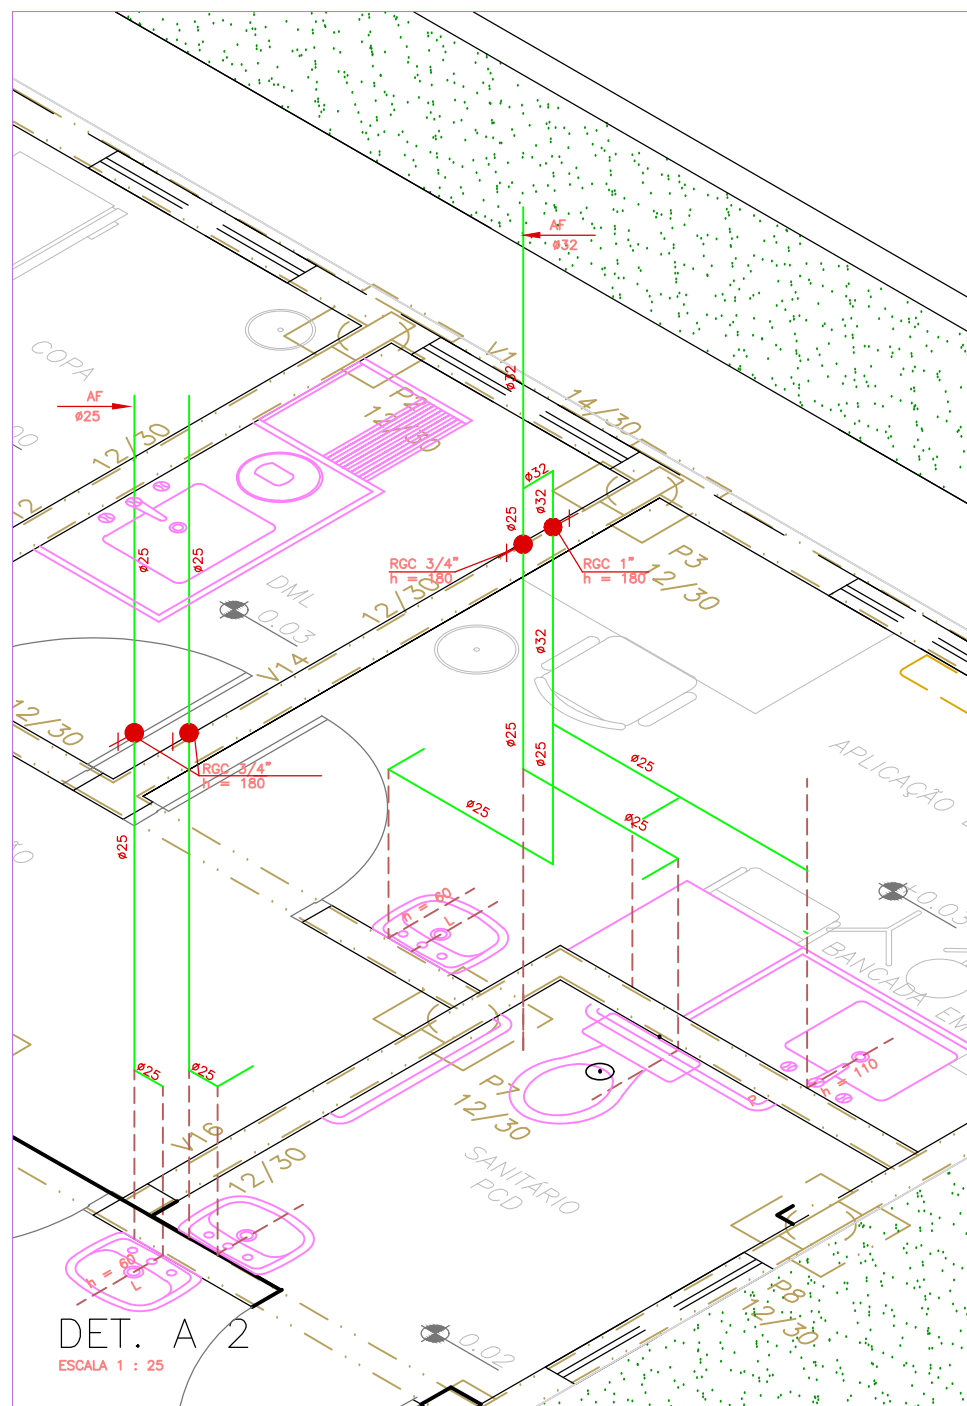 AF
ø32
V1
ø32
14/30
COPA
P2
12/30
AF
ø25
12/30
ø32
ø25
ø32
ø25
ø25
RGC 3/4"
h = 180
RGC 1"
h = 180
P3
12/30
DML
0.03
12/30
V14
ø32
12/30
ø25
ø25
ø25
RGC 3/4"
h = 180
APLICAÇÃO
ø25
ø25
ø25
h = 60
L
+0.03
BANCADA EM
h = 110
ø25
ø25
P7
12/30
R
V16
12/30
SANITÁRIO
PCD
h = 60
L
P8
12/30
DET. A 2
ESCALA 1 : 25
0.02